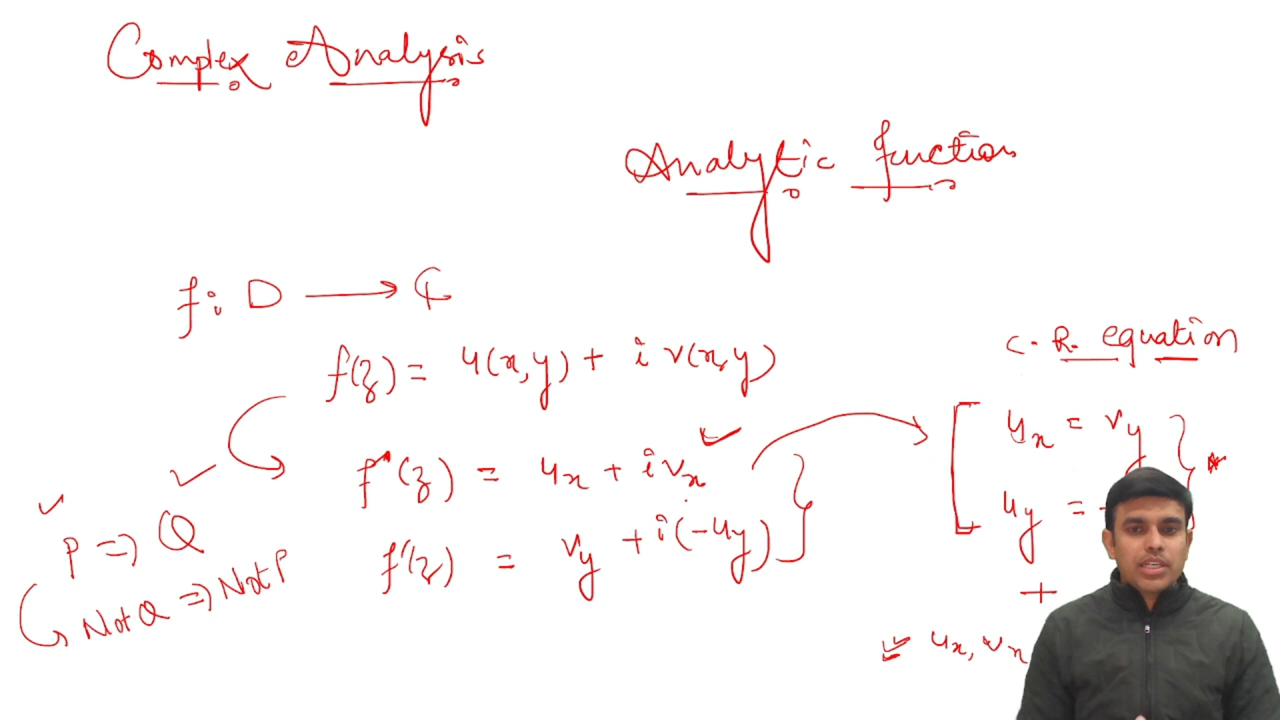 Complex Analysis
Analytic function
f: D ⟶ ℂ
f(z) = u(x,y) + i v(x,y)
f'(z) = ux + i vx
f'(z) = vy + i(-uy)
P ⇒ Q
Not Q ⇒ Not P
C.R. equation
ux = vy
uy = -
+
ux, vx